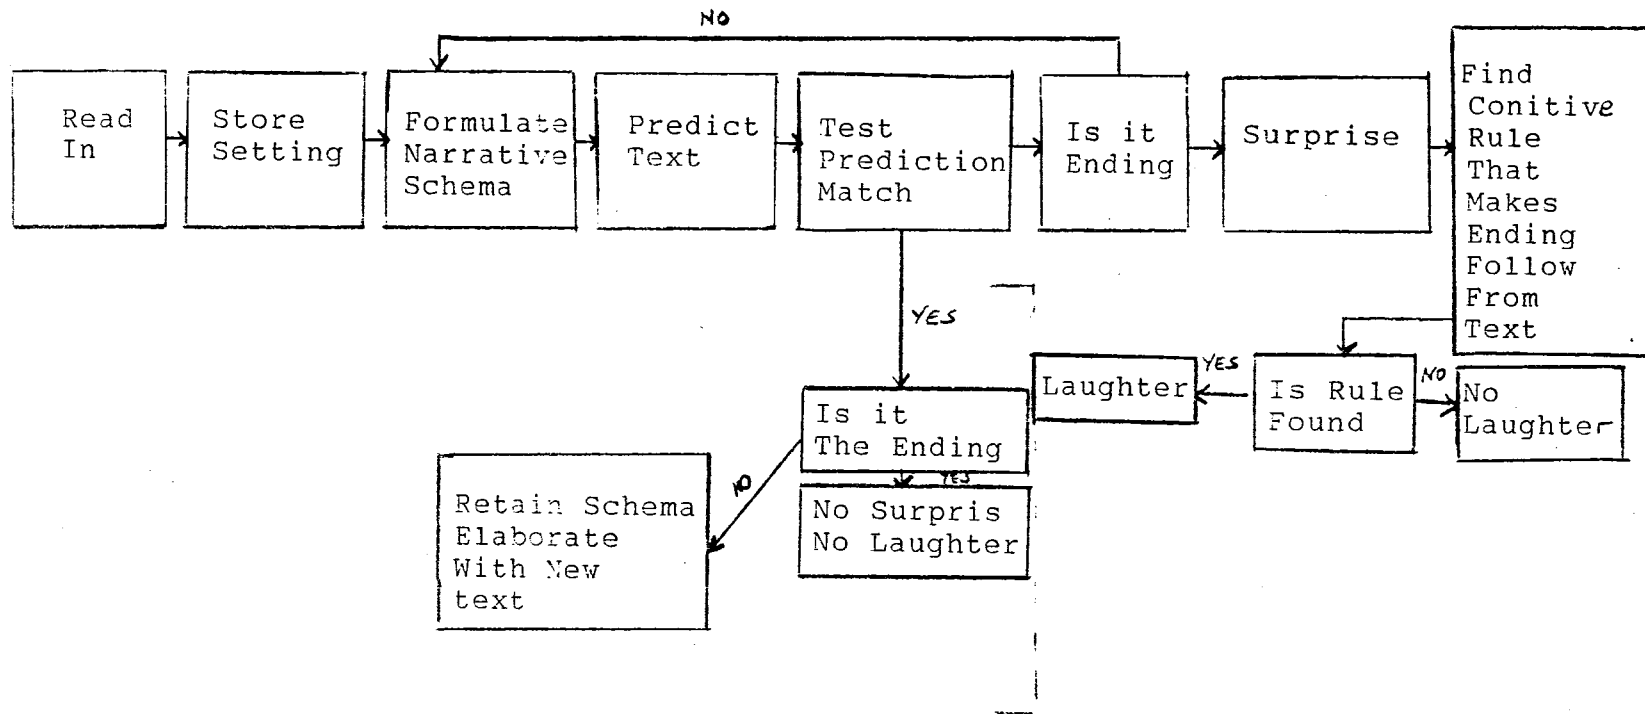 NO
Read
In
Store
Setting
Formulate
Narrative
Schema
Predict
Text
Test
Prediction
Match
Is it
Ending
Surprise
Find
Conitive
Rule
That
Makes
Ending
Follow
From
Text
YES
Is it
The Ending
NO
YES
No Surpris
No Laughter
Retain Schema
Elaborate
With New
text
Is Rule
Found
YES
Laughter
NO
No
Laughter